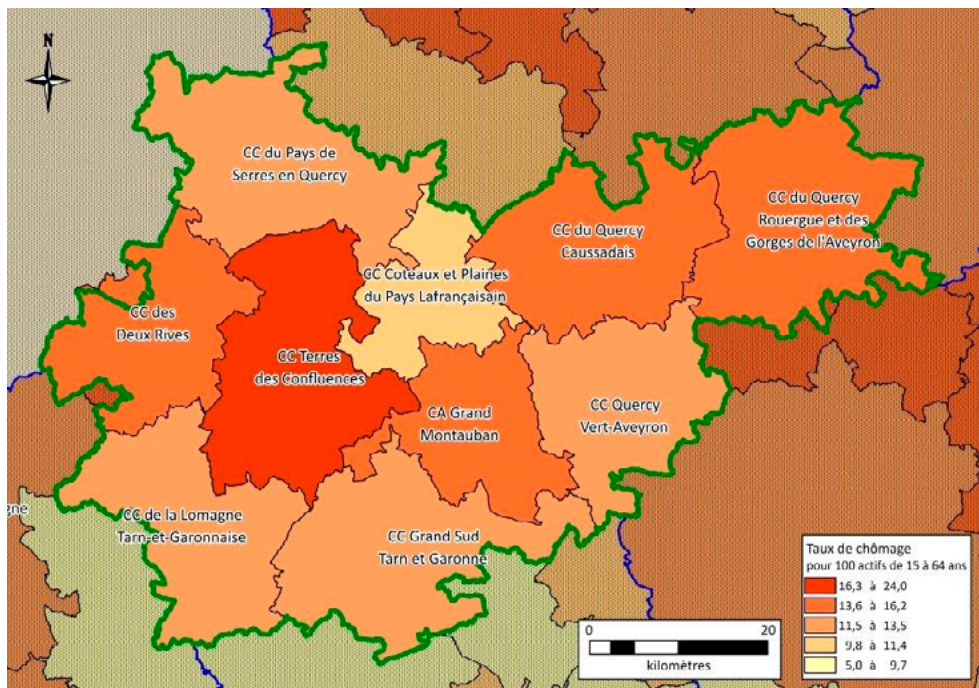 N
CC du Pays de
Serres en Quercy
CC du Quercy
Rouergue et des
Gorges de l'Aveyron
CC du Quercy
Caussadais
CC Coteaux et Plaines
du Pays Lafrançaisain
CC des
Deux Rives
CC Terres
des Confluences
CA Grand
Montauban
CC Quercy
Vert-Aveyron
gne
CC de la Lomagne
Tarn-et-Garonnaise
CC Grand Sud
Tarn et Garonne
Taux de chômage
pour 100 actifs de 15 à 64 ans
16,3 à 24,0
13,6 à 16,2
11,5 à 13,5
9,8 à 11,4
5,0 à 9,7
0 20
kilomètres